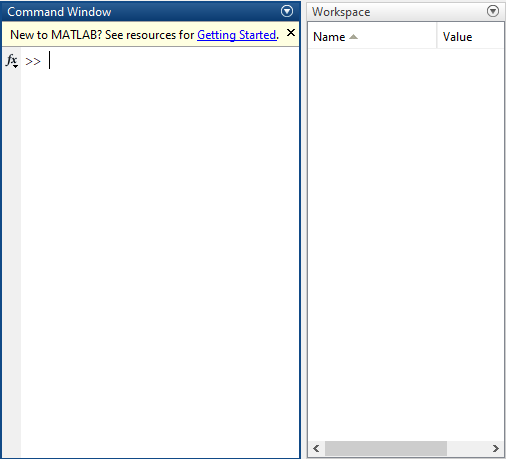 Command Window
New to MATLAB? See resources for Getting Started.
fx >>
Workspace
Name Value